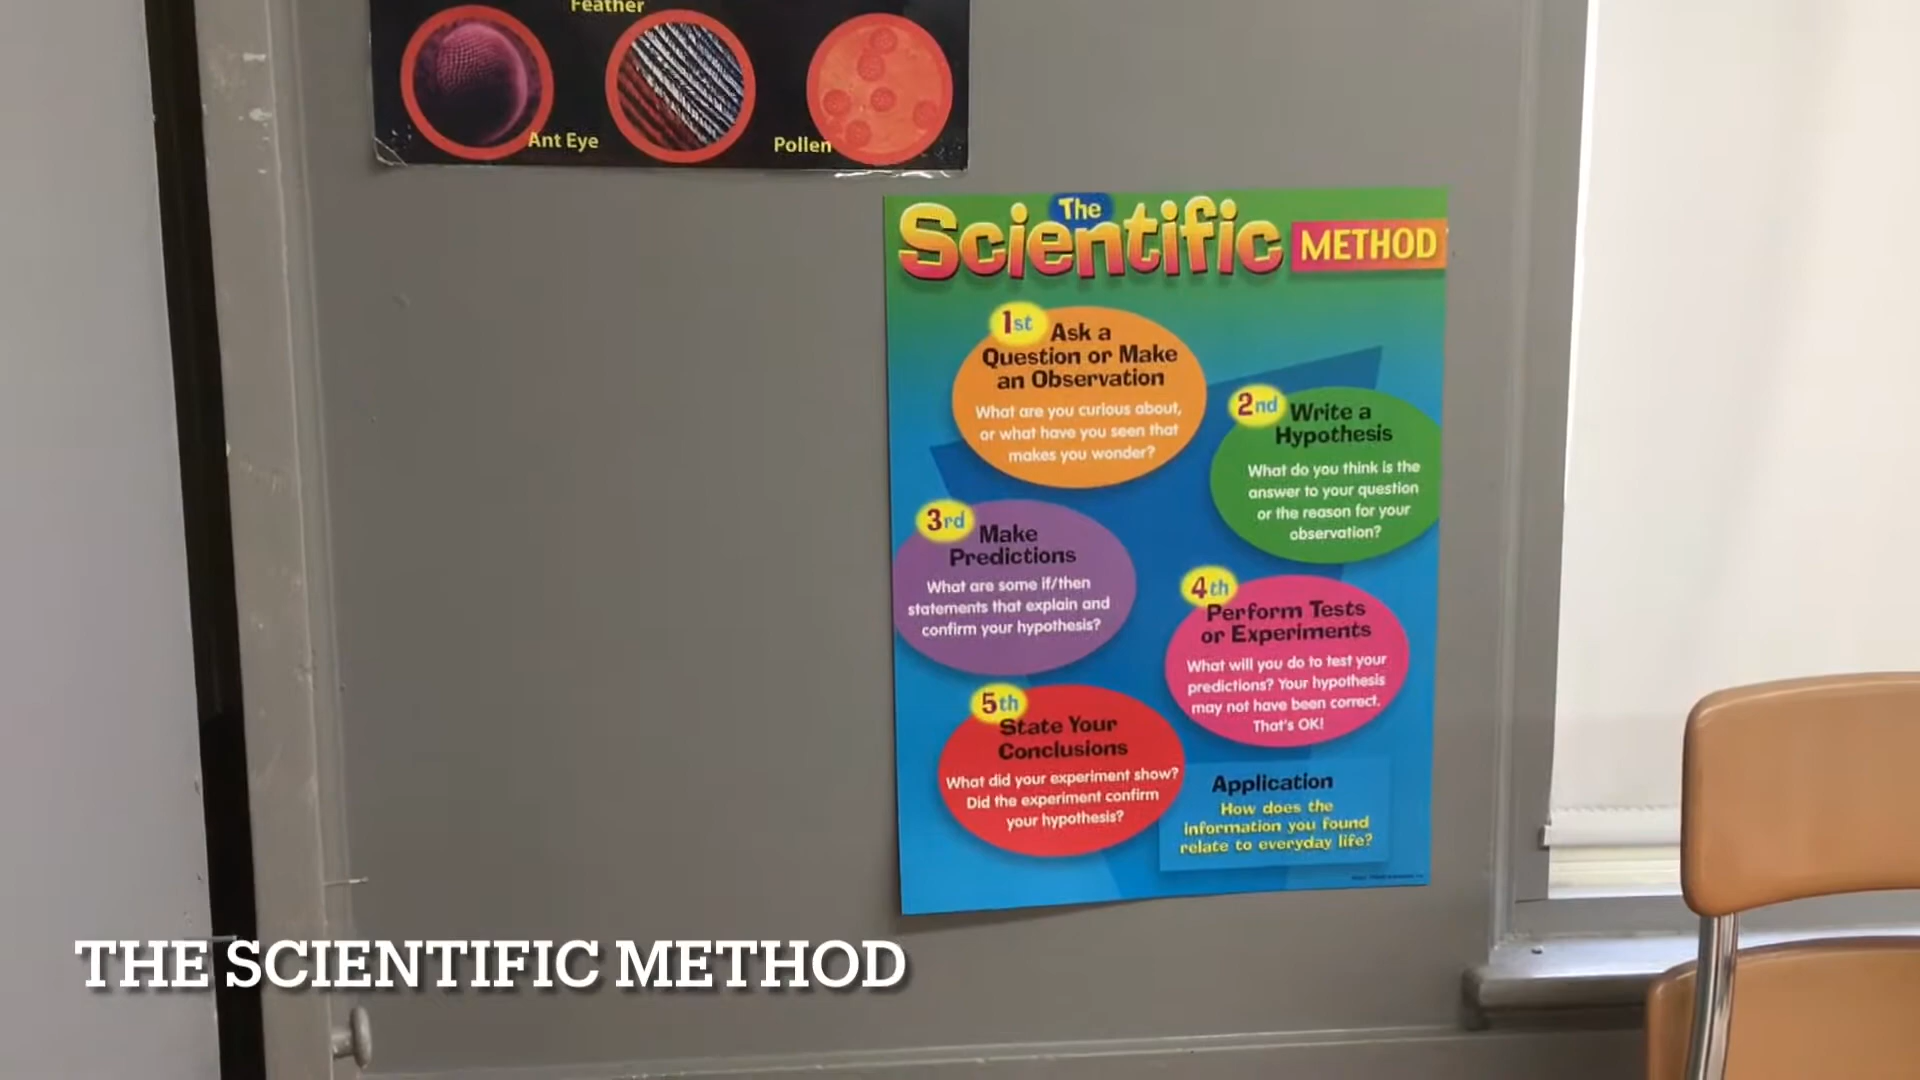 Feather
Ant Eye
Pollen
The
Scientific METHOD
1st
Ask a
Question or Make
an Observation
What are you curious about,
or what have you seen that
makes you wonder?
2nd
Write a
Hypothesis
What do you think is the
answer to your question
or the reason for your
observation?
3rd
Make
Predictions
What are some if/then
statements that explain and
confirm your hypothesis?
4th
Perform Tests
or Experiments
What will you do to test your
predictions? Your hypothesis
may not have been correct.
That's OK!
5th
State Your
Conclusions
What did your experiment show?
Did the experiment confirm
your hypothesis?
Application
How does the
information you found
relate to everyday life?
THE SCIENTIFIC METHOD